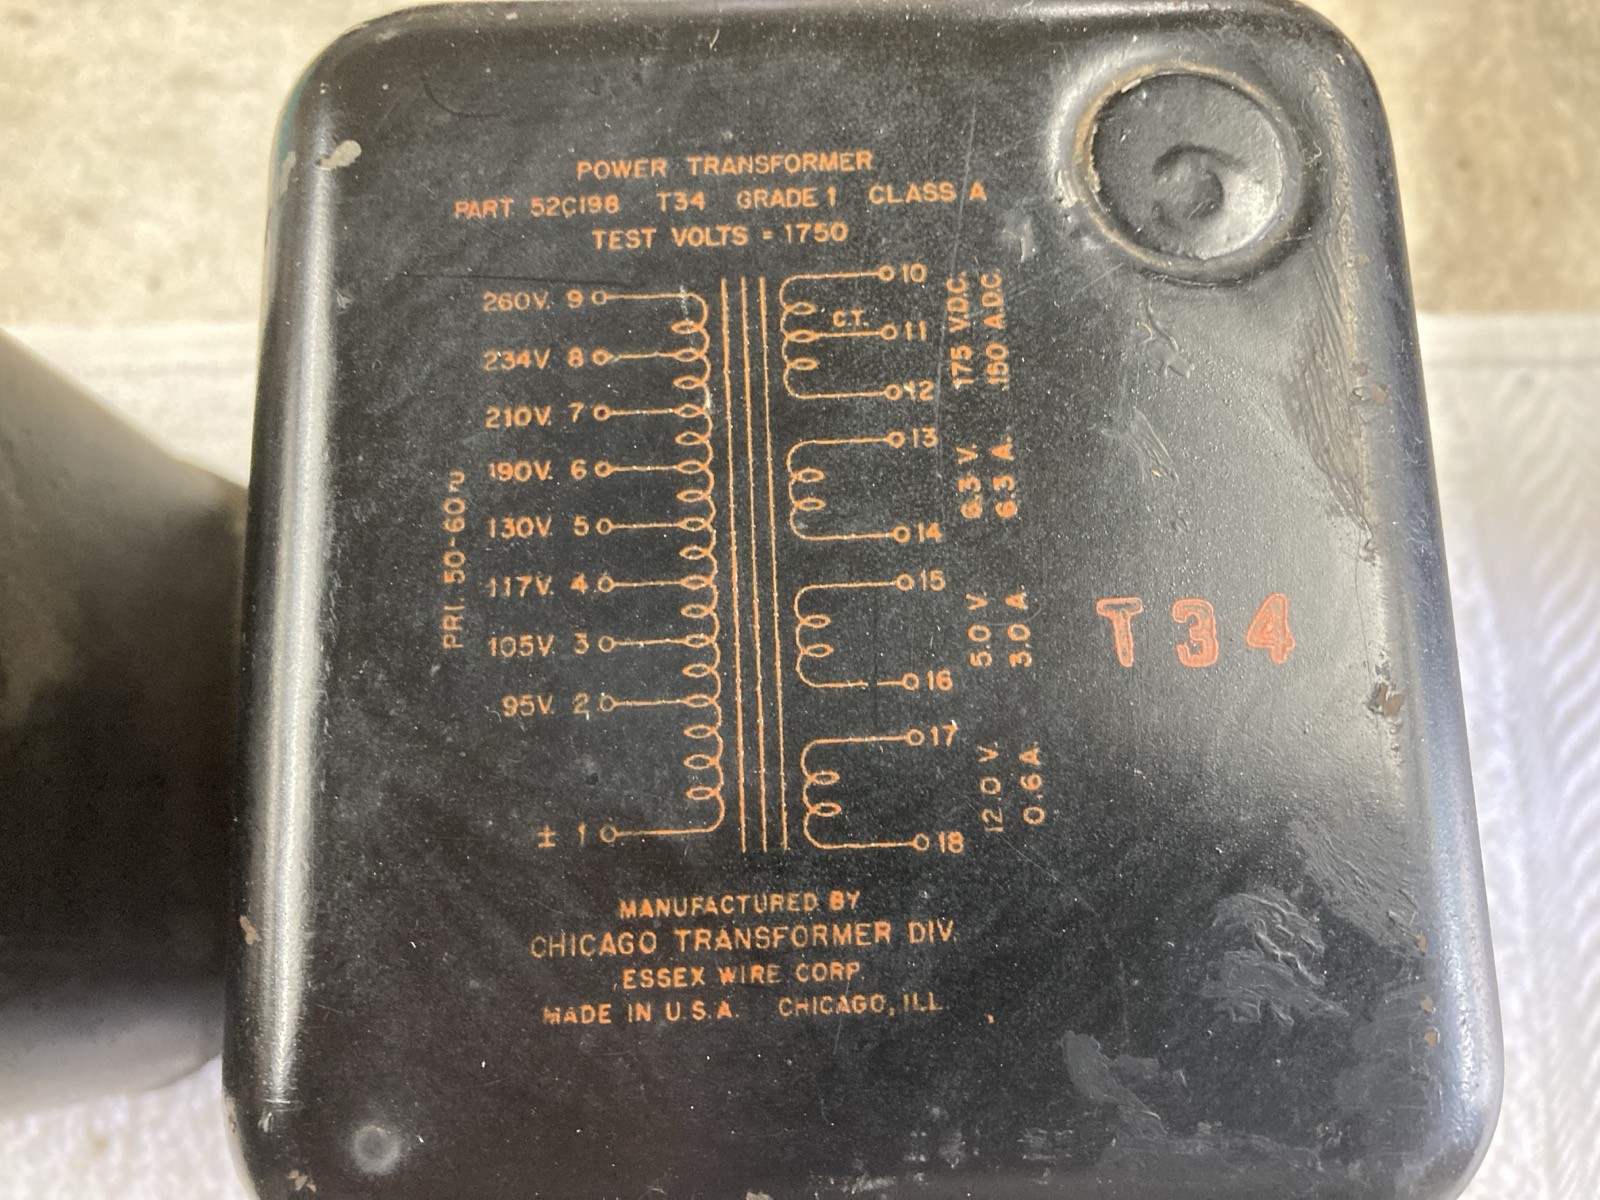 POWER TRANSFORMER
PART 52C198 T34 GRADE 1 CLASS A
TEST VOLTS = 1750
PRI. 50-60~
260V. 9
234V. 8
210V. 7
190V. 6
130V. 5
117V. 4
105V. 3
95V. 2
± 1
10
C.T. 11
12
175 V.D.C.
.150 A.D.C.
13
14
6.3 V.
6.3 A.
15
16
5.0 V.
3.0 A.
17
18
12.0 V.
0.6 A.
T34
MANUFACTURED BY
CHICAGO TRANSFORMER DIV.
ESSEX WIRE CORP.
MADE IN U.S.A. CHICAGO, ILL.